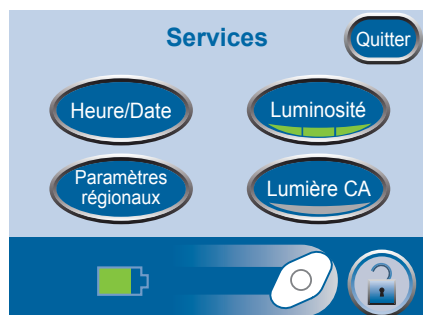 Services
Quitter
Heure/Date
Luminosité
Paramètres
régionaux
Lumière CA